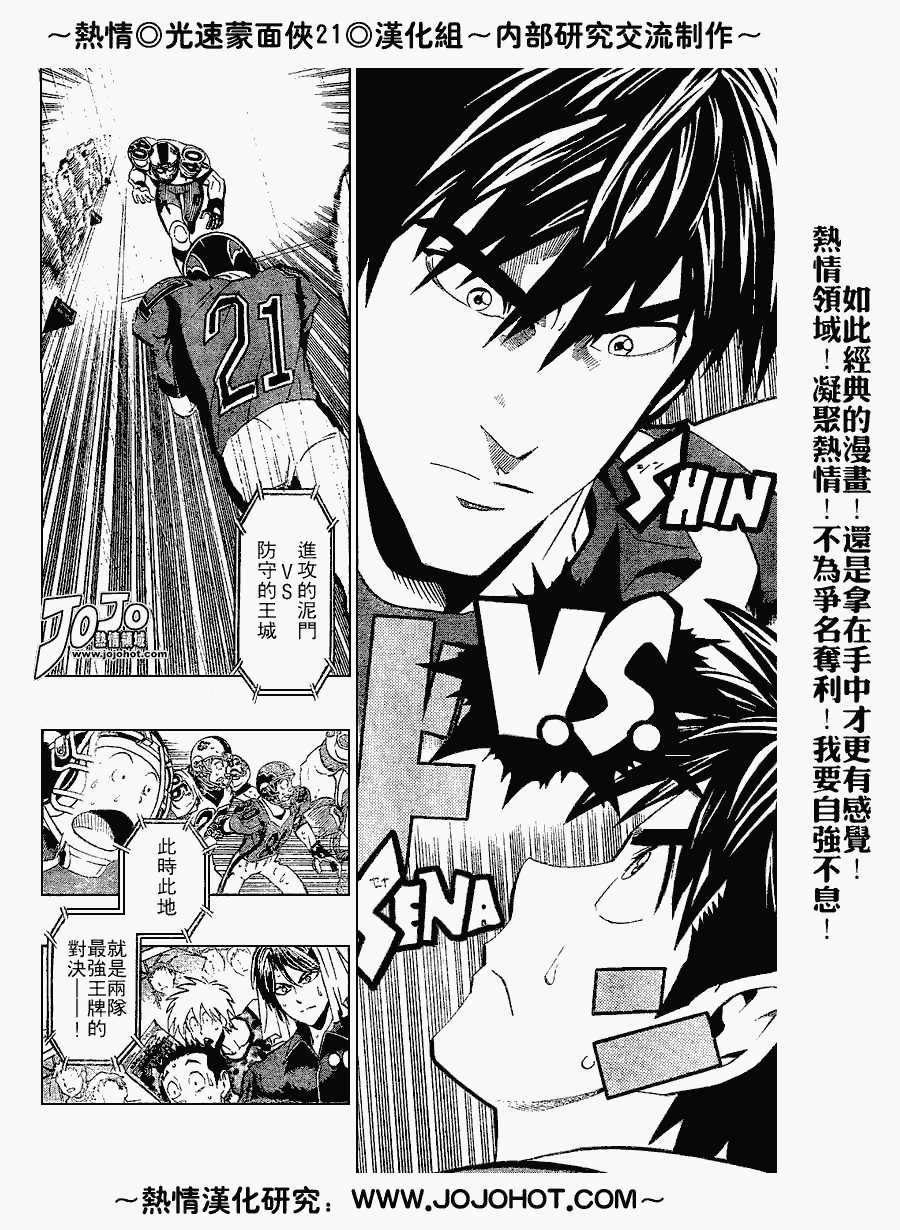 ～熱情◎光速蒙面俠21◎漢化組～内部研究交流制作～
SHIN
V.S.
SENA
セナ
21
進攻的泥門
VS
防守的王城
JOJO
熱情領域
www.jojohot.com
此時此地
就是兩隊
最強王牌的
對決——！
如此經典的漫畫！還是拿在手中才更有感覺！
熱情領域！凝聚熱情！不為爭名奪利！我要自強不息！
～熱情漢化研究：WWW.JOJOHOT.COM～